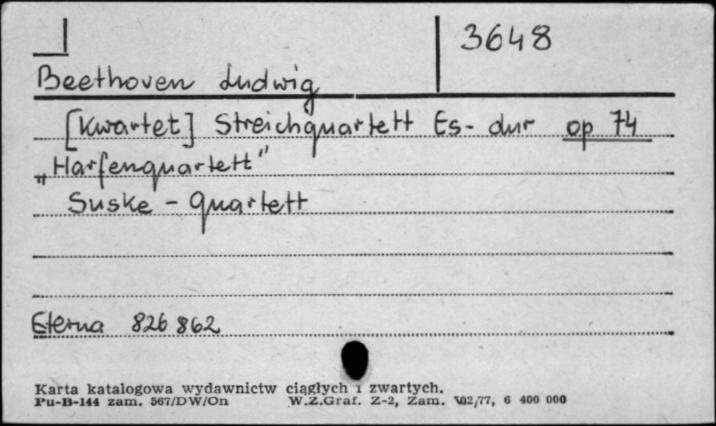 3648
Beethoven Ludwig
[Kwartet] Streichquartett Es-dur op 74
„Harfenquartett"
Suske - Quartett
Eterna 826 862
Karta katalogowa wydawnictw ciągłych i zwartych.
Pu-B-144 zam. 567/DW/On W.Z.Graf. Z-2, Zam. 102/77, 6 400 000